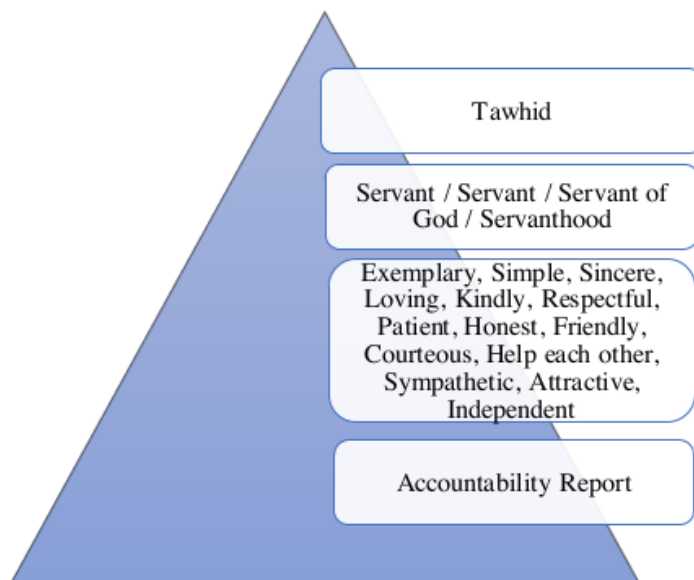 Tawhid
Servant / Servant / Servant of
God / Servanthood
Exemplary, Simple, Sincere,
Loving, Kindly, Respectful,
Patient, Honest, Friendly,
Courteous, Help each other,
Sympathetic, Attractive,
Independent
Accountability Report